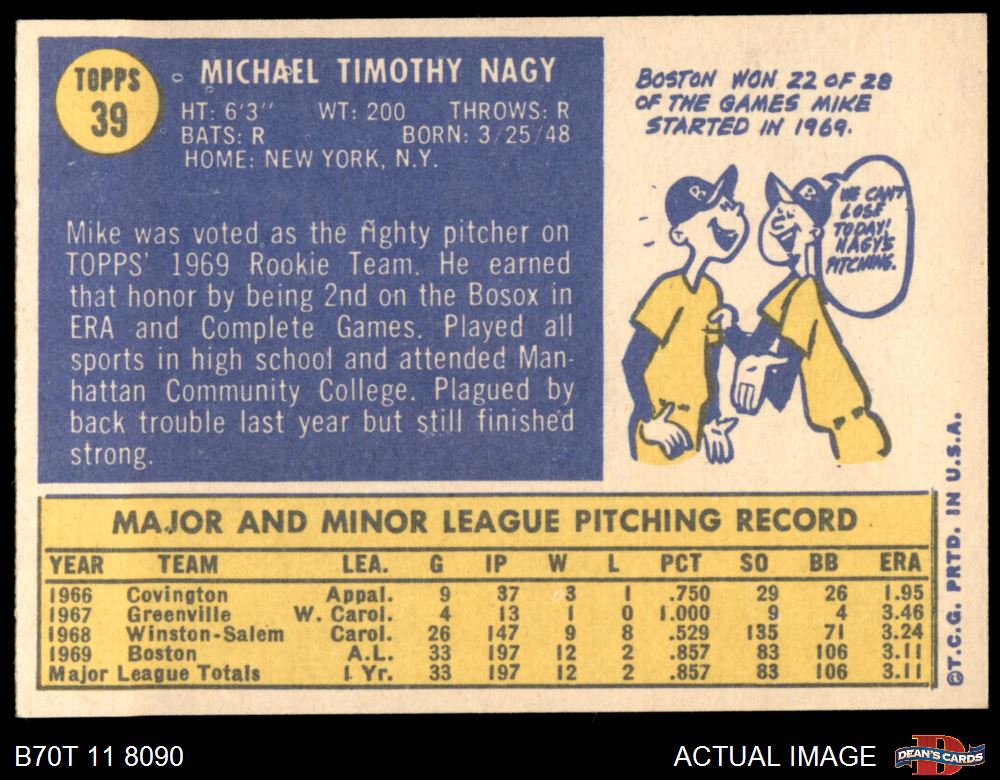 TOPPS
39
MICHAEL TIMOTHY NAGY
HT: 6'3" WT: 200 THROWS: R
BATS: R BORN: 3/25/48
HOME: NEW YORK, N.Y.
Mike was voted as the righty pitcher on
TOPPS' 1969 Rookie Team. He earned
that honor by being 2nd on the Bosox in
ERA and Complete Games. Played all
sports in high school and attended Man-
hattan Community College. Plagued by
back trouble last year but still finished
strong.
BOSTON WON 22 OF 28
OF THE GAMES MIKE
STARTED IN 1969.
B
B
WE CAN'T
LOSE
TODAY!
NAGY'S
PITCHING.
MAJOR AND MINOR LEAGUE PITCHING RECORD
YEAR TEAM LEA. G IP W L PCT SO BB ERA
1966 Covington Appal. 9 37 3 1 .750 29 26 1.95
1967 Greenville W. Carol. 4 13 1 0 1.000 9 4 3.46
1968 Winston-Salem Carol. 26 147 9 8 .529 135 71 3.24
1969 Boston A.L. 33 197 12 2 .857 83 106 3.11
Major League Totals 1 Yr. 33 197 12 2 .857 83 106 3.11
©T.C.G. PRTD. IN U.S.A.
B70T 11 8090
ACTUAL IMAGE
D
DEAN'S CARDS